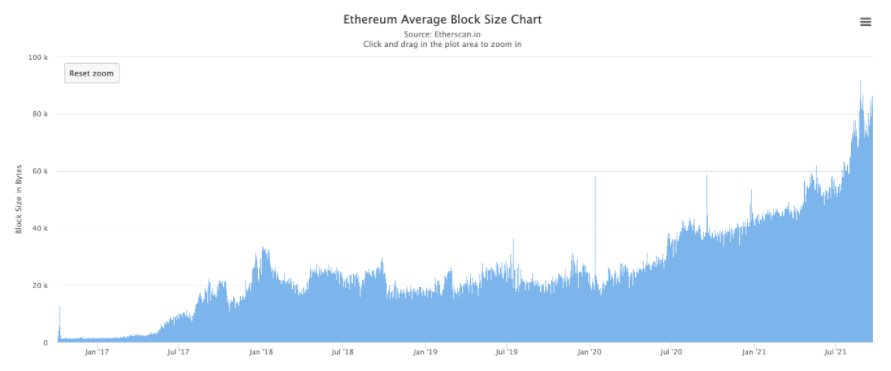 Ethereum Average Block Size Chart
Source: Etherscan.io
Click and drag in the plot area to zoom in
Reset zoom
Block Size in Bytes
100 k
80 k
60 k
40 k
20 k
0
Jan '17
Jul '17
Jan '18
Jul '18
Jan '19
Jul '19
Jan '20
Jul '20
Jan '21
Jul '21